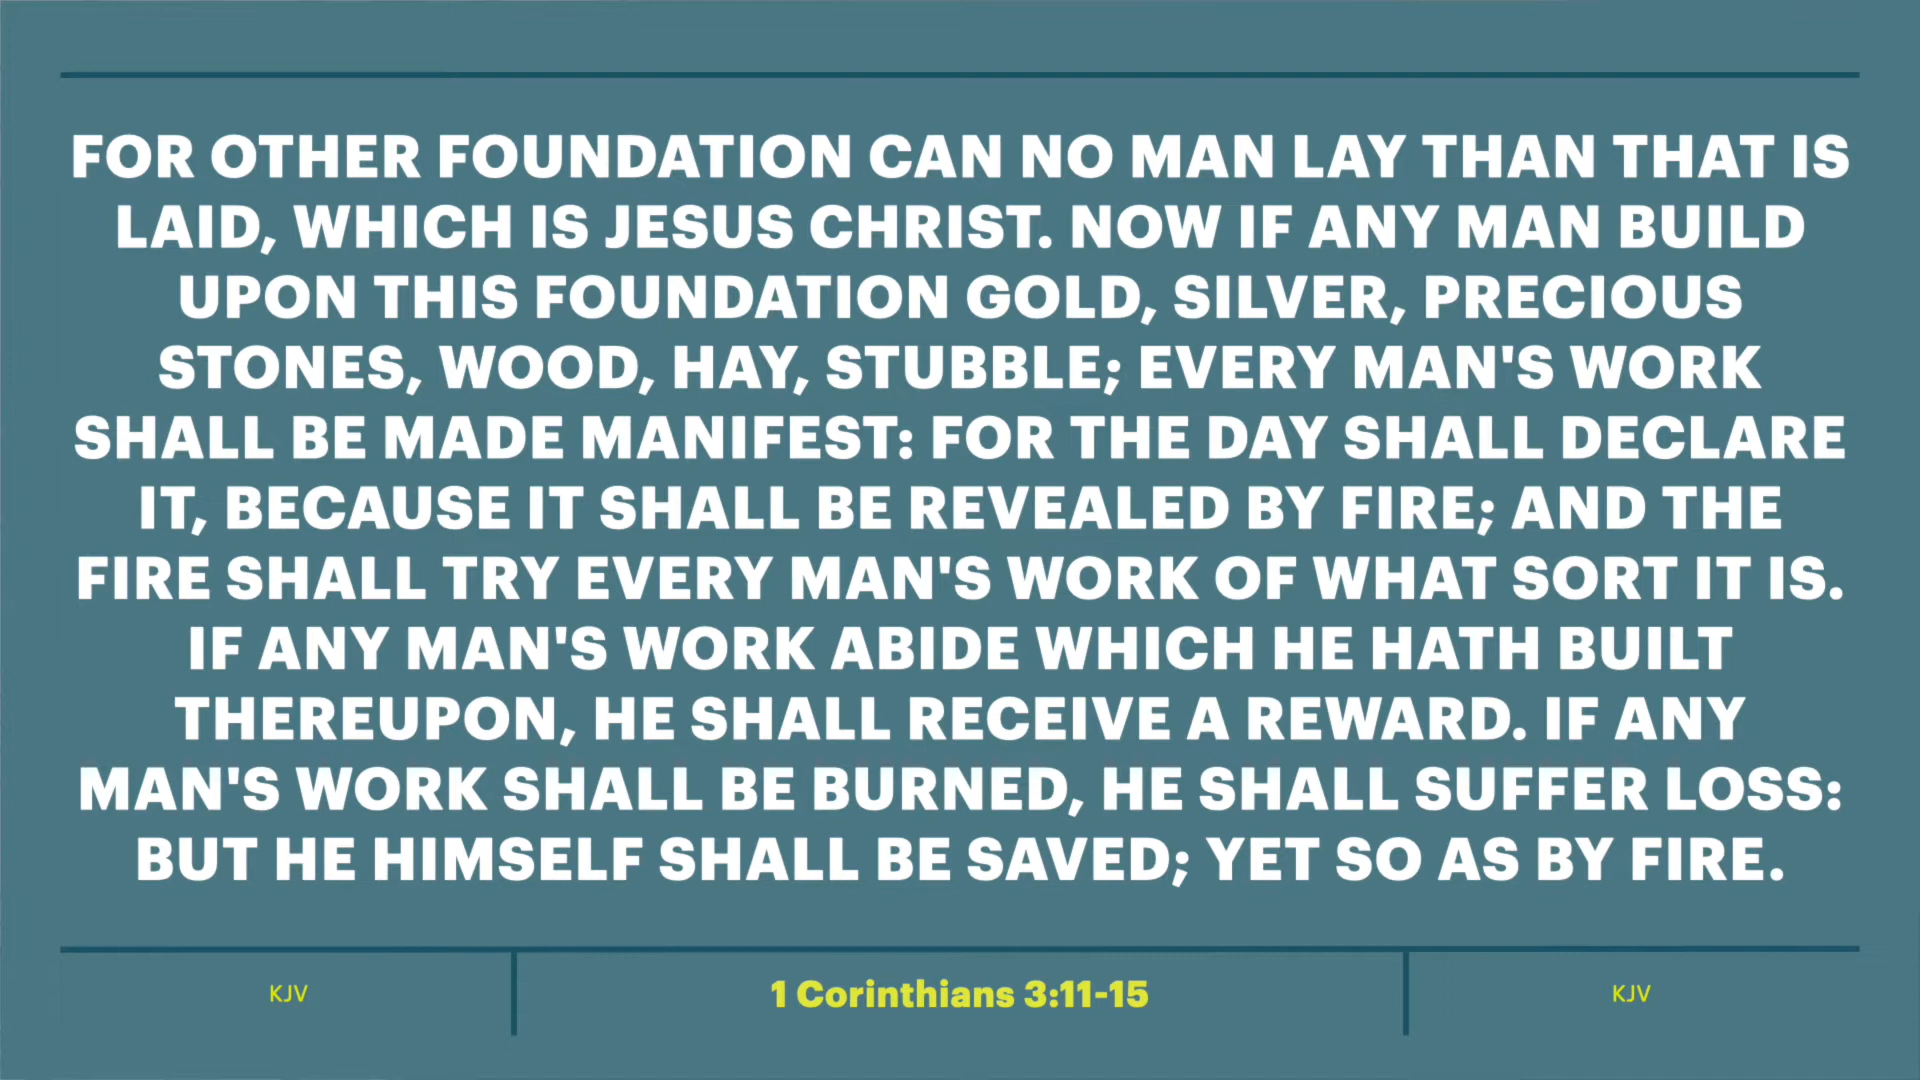 FOR OTHER FOUNDATION CAN NO MAN LAY THAN THAT IS
LAID, WHICH IS JESUS CHRIST. NOW IF ANY MAN BUILD
UPON THIS FOUNDATION GOLD, SILVER, PRECIOUS
STONES, WOOD, HAY, STUBBLE; EVERY MAN'S WORK
SHALL BE MADE MANIFEST: FOR THE DAY SHALL DECLARE
IT, BECAUSE IT SHALL BE REVEALED BY FIRE; AND THE
FIRE SHALL TRY EVERY MAN'S WORK OF WHAT SORT IT IS.
IF ANY MAN'S WORK ABIDE WHICH HE HATH BUILT
THEREUPON, HE SHALL RECEIVE A REWARD. IF ANY
MAN'S WORK SHALL BE BURNED, HE SHALL SUFFER LOSS:
BUT HE HIMSELF SHALL BE SAVED; YET SO AS BY FIRE.
KJV
1 Corinthians 3:11-15
KJV